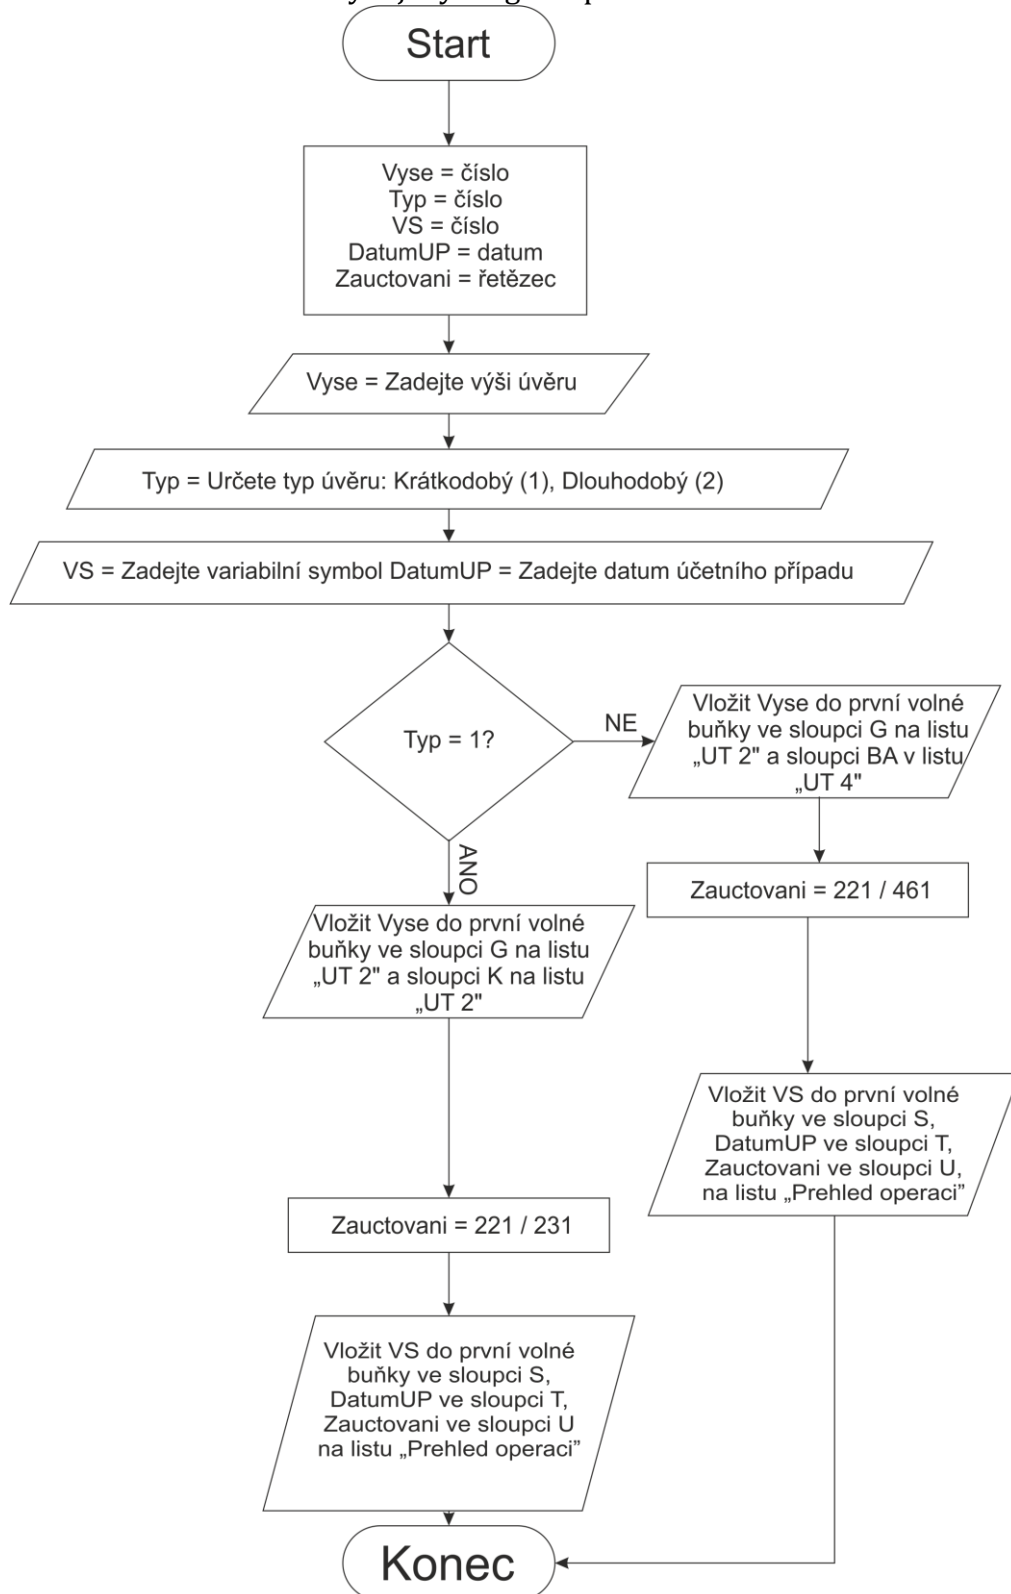 Start
Vyse = číslo
Typ = číslo
VS = číslo
DatumUP = datum
Zauctovani = řetězec
Vyse = Zadejte výši úvěru
Typ = Určete typ úvěru: Krátkodobý (1), Dlouhodobý (2)
VS = Zadejte variabilní symbol DatumUP = Zadejte datum účetního případu
Typ = 1?
NE
Vložit Vyse do první volné
buňky ve sloupci G na listu
„UT 2" a sloupci BA v listu
„UT 4"
Zauctovani = 221 / 461
Vložit VS do první volné
buňky ve sloupci S,
DatumUP ve sloupci T,
Zauctovani ve sloupci U,
na listu „Prehled operaci”
ANO
Vložit Vyse do první volné
buňky ve sloupci G na listu
„UT 2" a sloupci K na listu
„UT 2"
Zauctovani = 221 / 231
Vložit VS do první volné
buňky ve sloupci S,
DatumUP ve sloupci T,
Zauctovani ve sloupci U
na listu „Prehled operaci”
Konec